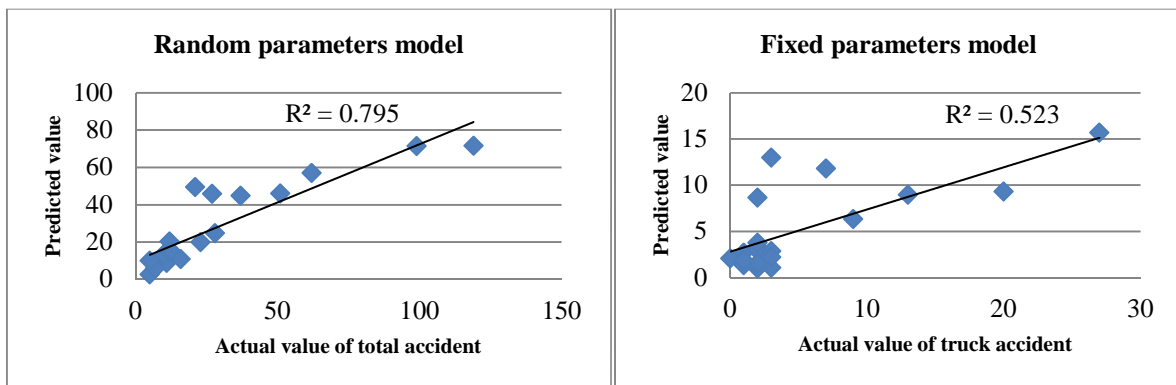 Random parameters model
R² = 0.795
Predicted value
100
80
60
40
20
0
0 50 100 150
Actual value of total accident
Fixed parameters model
R² = 0.523
Predicted value
20
15
10
5
0
0 10 20 30
Actual value of truck accident